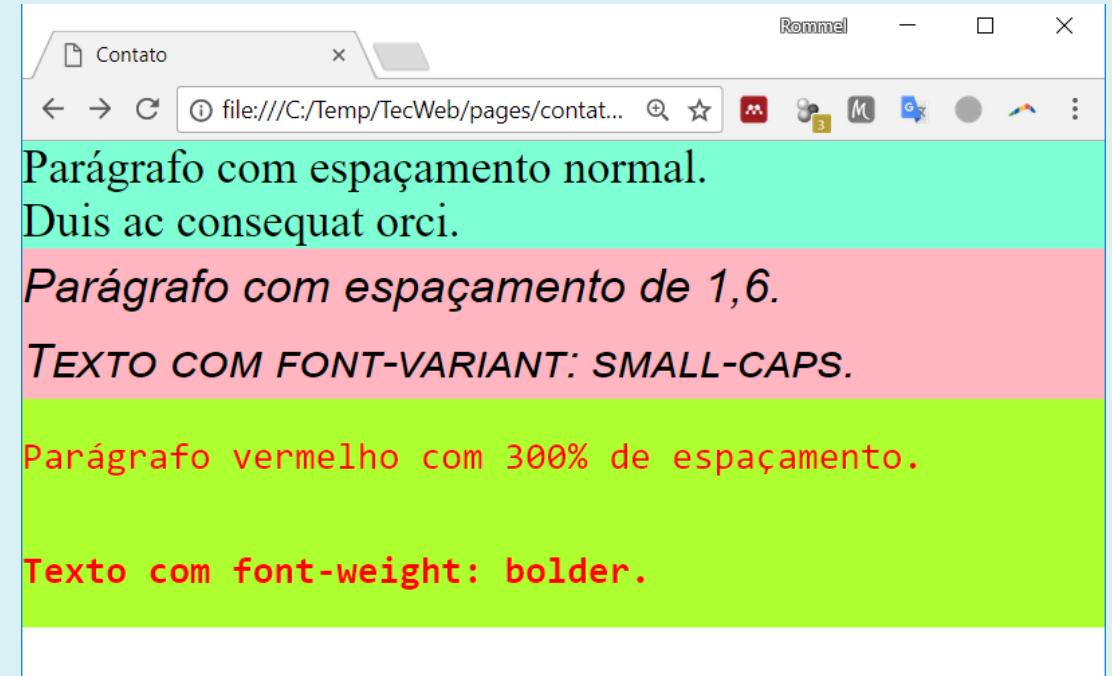 Rommel
Contato
file:///C:/Temp/TecWeb/pages/contat...
3
Parágrafo com espaçamento normal.
Duis ac consequat orci.
Parágrafo com espaçamento de 1,6.
Texto com font-variant: small-caps.
Parágrafo vermelho com 300% de espaçamento.
Texto com font-weight: bolder.